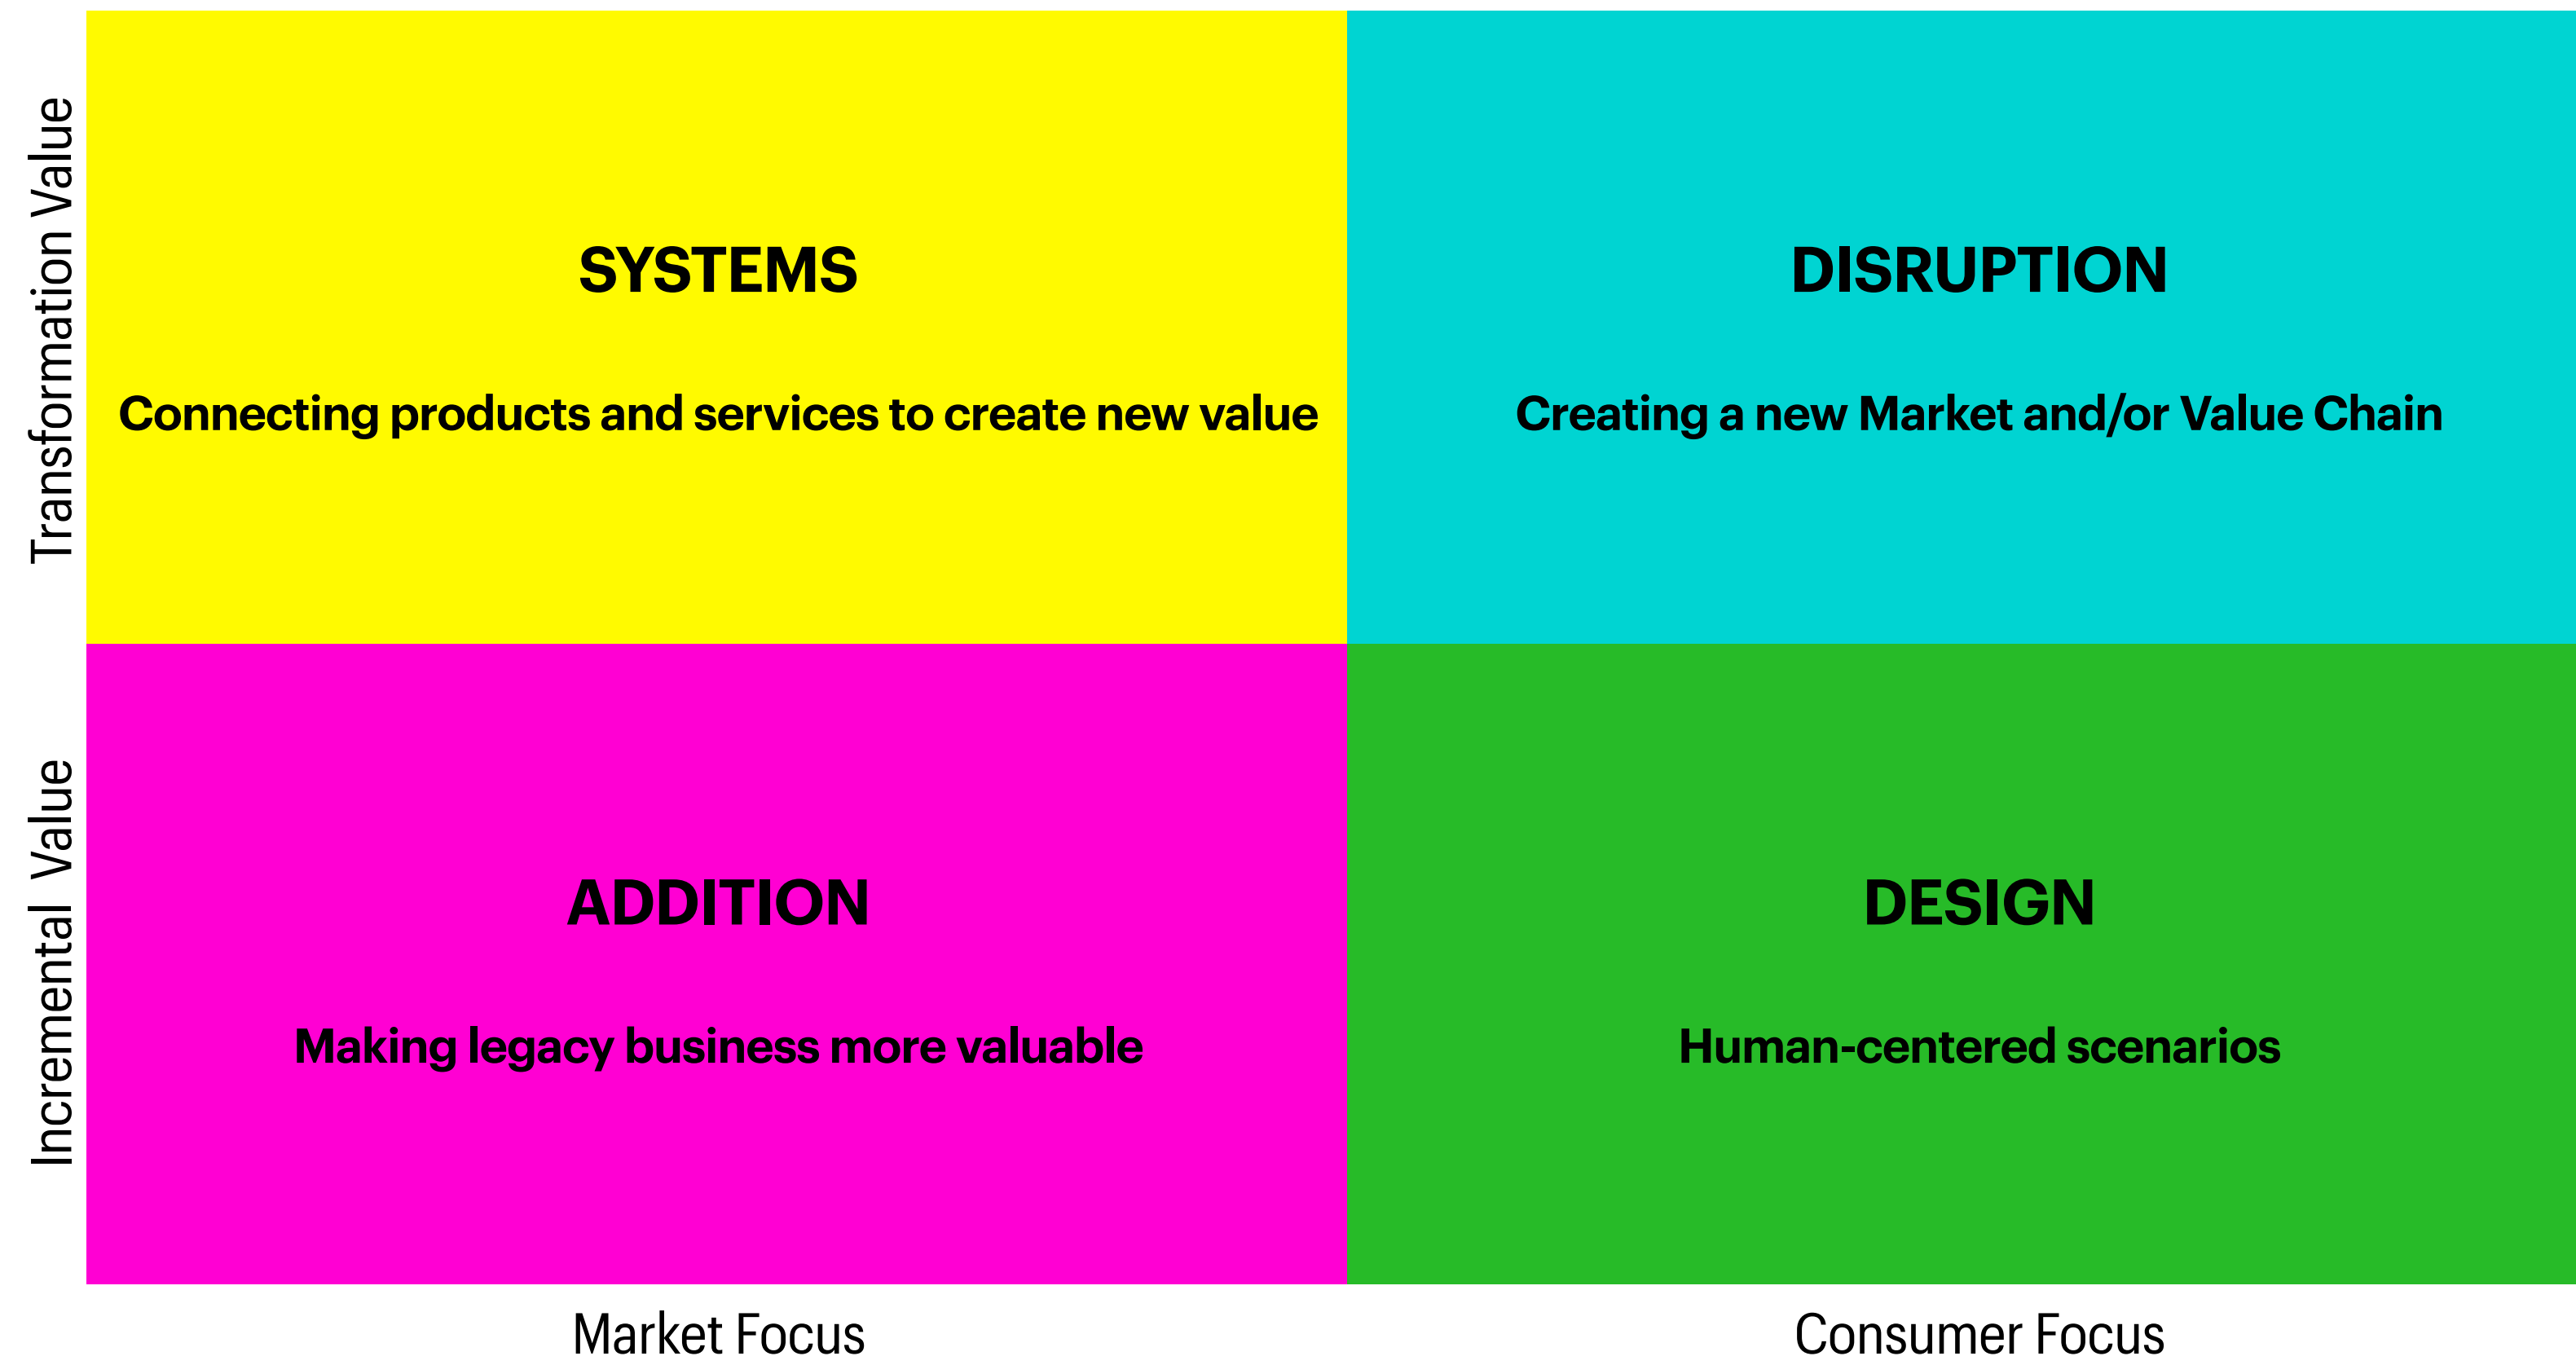 Transformation Value
SYSTEMS
Connecting products and services to create new value
DISRUPTION
Creating a new Market and/or Value Chain
Incremental Value
ADDITION
Making legacy business more valuable
DESIGN
Human-centered scenarios
Market Focus
Consumer Focus